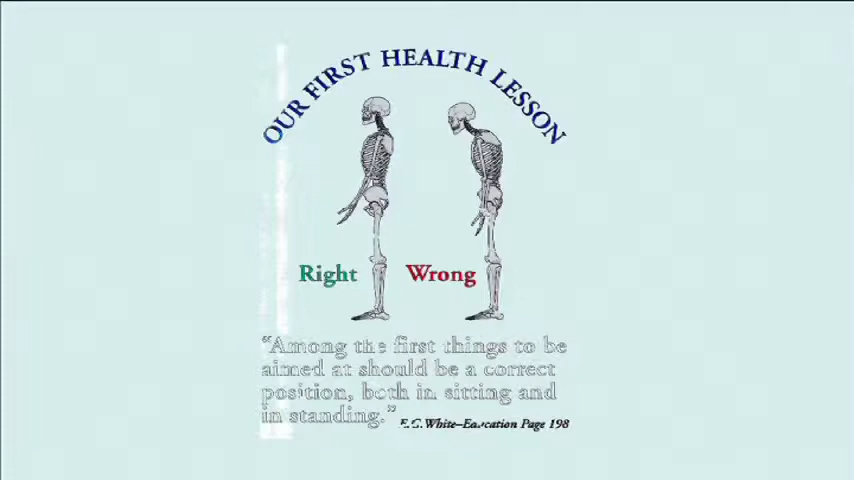 OUR FIRST HEALTH LESSON
Right Wrong
“Among the first things to be
aimed at should be a correct
position, both in sitting and
in standing.”
E.G. White–Education Page 198